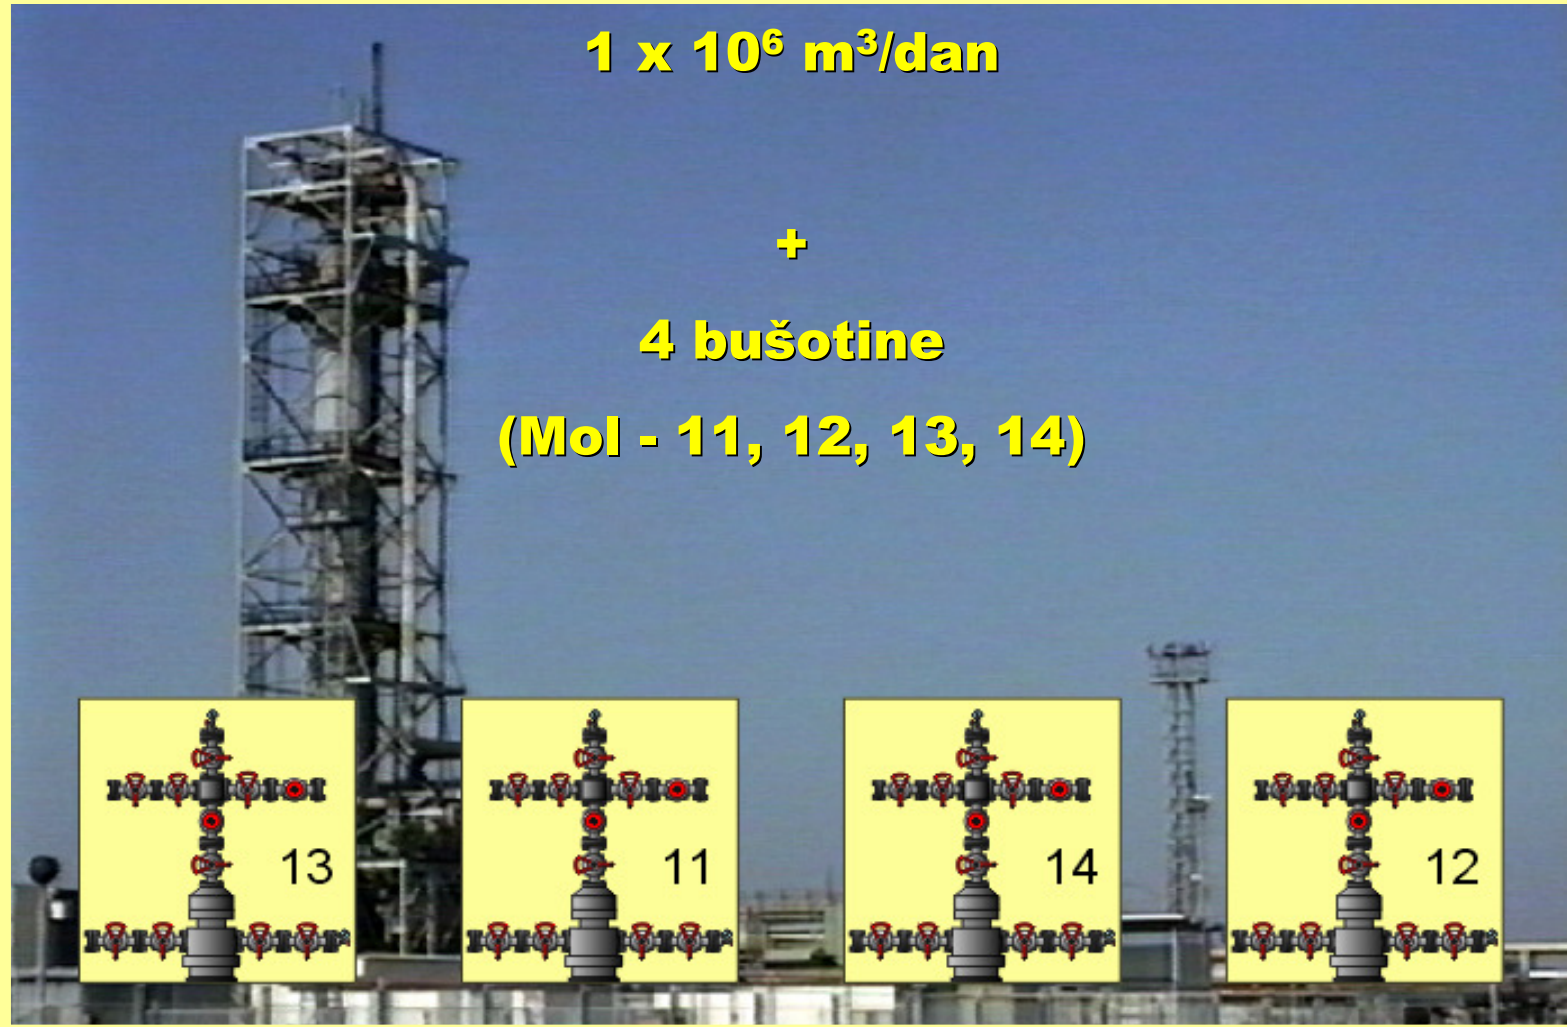 1 x 10⁶ m³/dan
+
4 bušotine
(Mol - 11, 12, 13, 14)
13
11
14
12